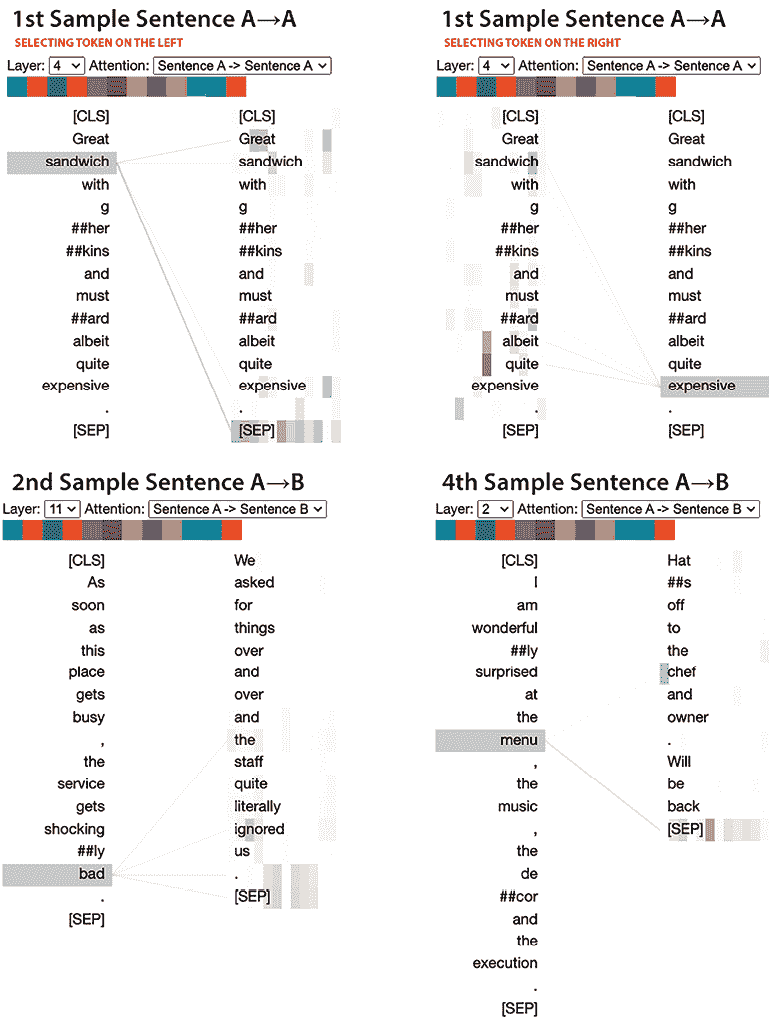 1st Sample Sentence A→A
SELECTING TOKEN ON THE LEFT
Layer: 4 Attention: Sentence A -> Sentence A
[CLS] [CLS]
Great Great
sandwich sandwich
with with
g g
##her ##her
##kins ##kins
and and
must must
##ard ##ard
albeit albeit
quite quite
expensive expensive
. .
[SEP] [SEP]
1st Sample Sentence A→A
SELECTING TOKEN ON THE RIGHT
Layer: 4 Attention: Sentence A -> Sentence A
[CLS] [CLS]
Great Great
sandwich sandwich
with with
g g
##her ##her
##kins ##kins
and and
must must
##ard ##ard
albeit albeit
quite quite
expensive expensive
. .
[SEP] [SEP]
2nd Sample Sentence A→B
Layer: 11 Attention: Sentence A -> Sentence B
[CLS] We
As asked
soon for
as things
this over
place and
gets over
busy and
, the
the staff
service quite
gets literally
shocking ignored
##ly us
bad .
. [SEP]
[SEP]
4th Sample Sentence A→B
Layer: 2 Attention: Sentence A -> Sentence B
[CLS] Hat
I ##s
am off
wonderful to
##ly the
surprised chef
at and
the owner
menu .
, Will
the be
music back
, [SEP]
the
de
##cor
and
the
execution
.
[SEP]